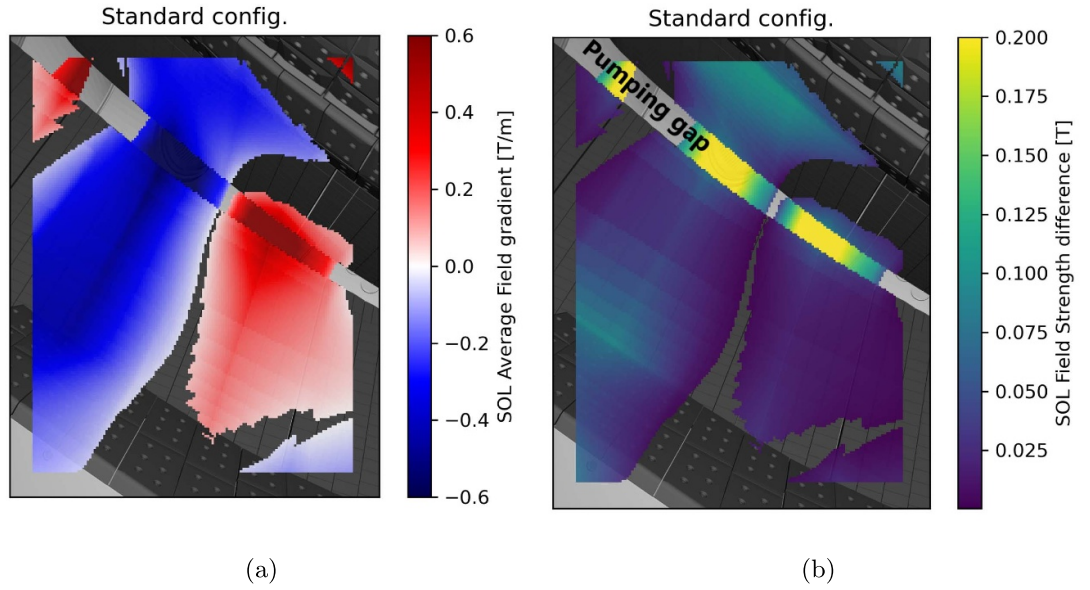 Standard config.
0.6
0.4
0.2
0.0
−0.2
−0.4
−0.6
SOL Average Field gradient [T/m]
(a)
Standard config.
Pumping gap
0.200
0.175
0.150
0.125
0.100
0.075
0.050
0.025
SOL Field Strength difference [T]
(b)